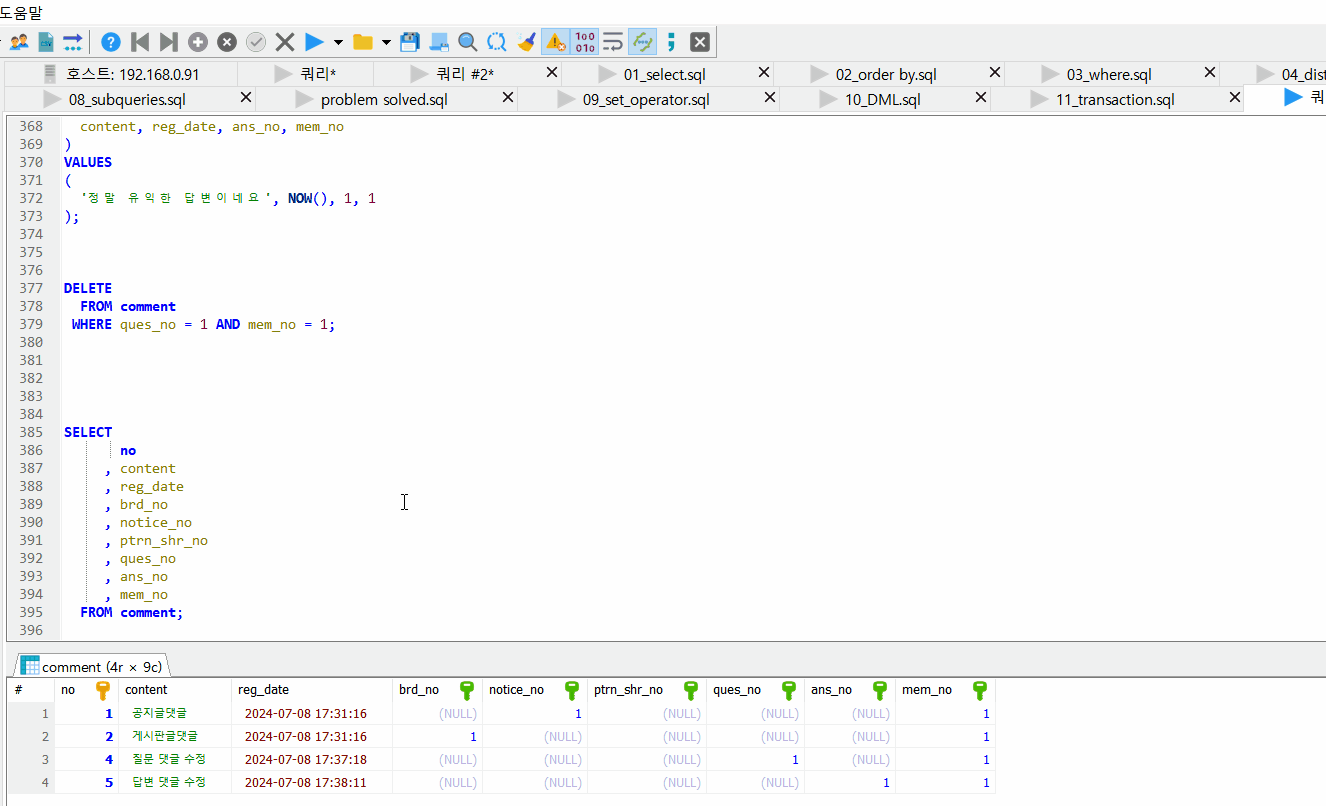 도움말
호스트: 192.168.0.91 쿼리* 쿼리 #2* 01_select.sql 02_order by.sql 03_where.sql 04_dist
08_subqueries.sql problem solved.sql 09_set_operator.sql 10_DML.sql 11_transaction.sql 쿼
368 content, reg_date, ans_no, mem_no
369 )
370 VALUES
371 (
372 '정말 유익한 답변이네요', NOW(), 1, 1
373 );
374
375
376
377 DELETE
378 FROM comment
379 WHERE ques_no = 1 AND mem_no = 1;
380
381
382
383
384
385 SELECT
386 no
387 , content
388 , reg_date
389 , brd_no
390 , notice_no
391 , ptrn_shr_no
392 , ques_no
393 , ans_no
394 , mem_no
395 FROM comment;
396
comment (4r × 9c)
# no content reg_date brd_no notice_no ptrn_shr_no ques_no ans_no mem_no
1 1 공지글댓글 2024-07-08 17:31:16 (NULL) 1 (NULL) (NULL) (NULL) 1
2 2 게시판글댓글 2024-07-08 17:31:16 1 (NULL) (NULL) (NULL) (NULL) 1
3 4 질문 댓글 수정 2024-07-08 17:37:18 (NULL) (NULL) (NULL) 1 (NULL) 1
4 5 답변 댓글 수정 2024-07-08 17:38:11 (NULL) (NULL) (NULL) (NULL) 1 1